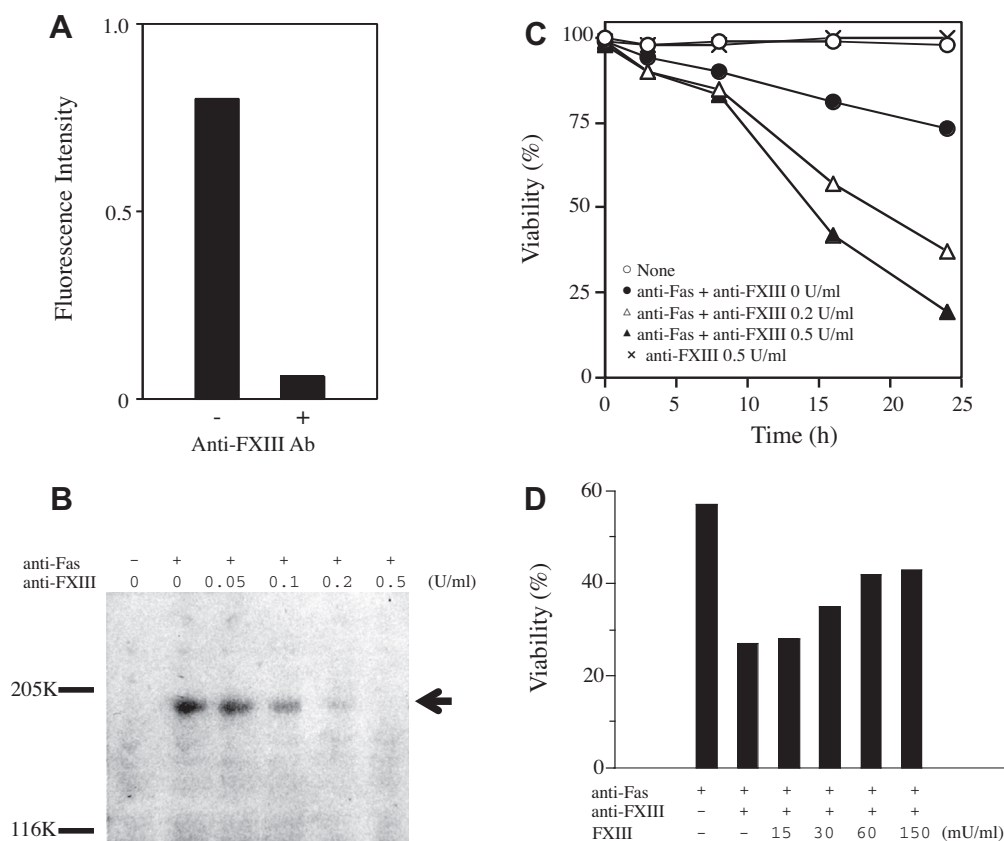 A
1.0
0.5
0
Fluorescence Intensity
- +
Anti-FXIII Ab
B
anti-Fas - + + + + +
anti-FXIII 0 0 0.05 0.1 0.2 0.5 (U/ml)
205K
116K
C
100
75
50
25
0
Viability (%)
None
anti-Fas + anti-FXIII 0 U/ml
anti-Fas + anti-FXIII 0.2 U/ml
anti-Fas + anti-FXIII 0.5 U/ml
anti-FXIII 0.5 U/ml
0 5 10 15 20 25
Time (h)
D
60
40
20
0
Viability (%)
anti-Fas + + + + + +
anti-FXIII - + + + + +
FXIII - - 15 30 60 150 (mU/ml)